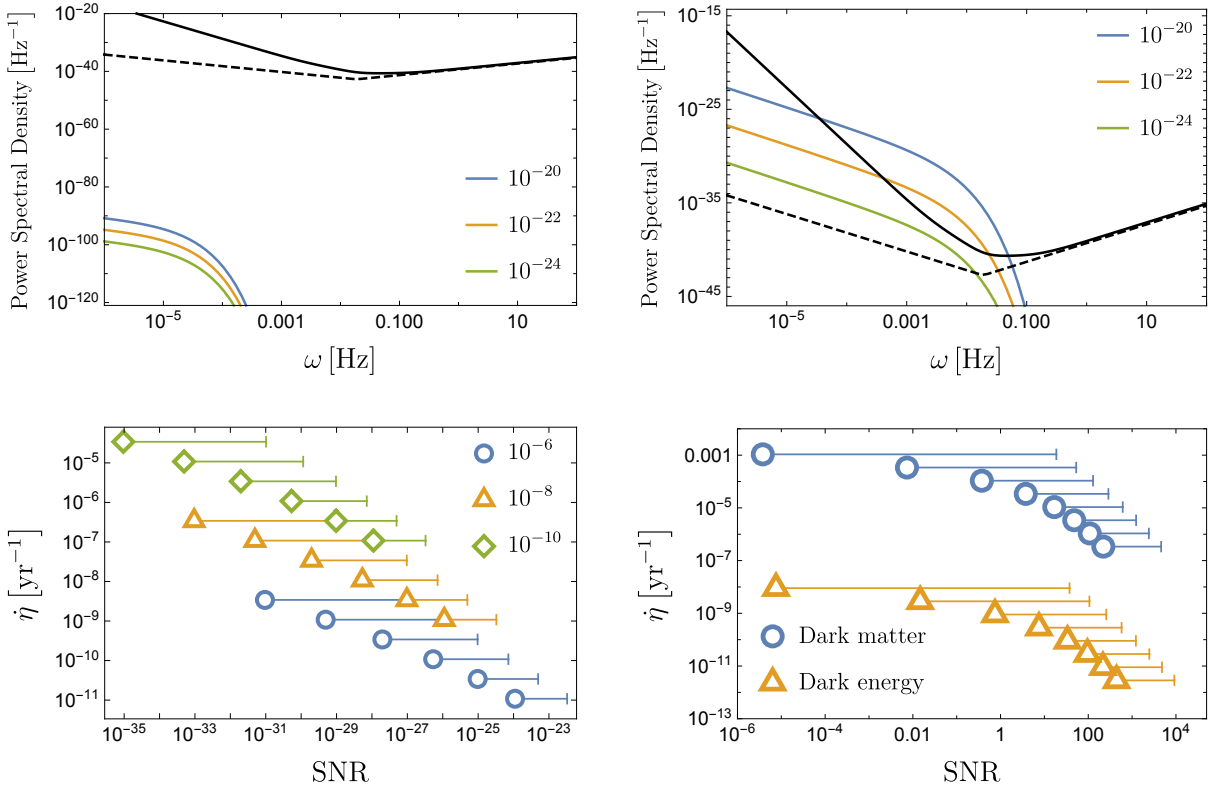 Power Spectral Density [Hz⁻¹]
10⁻²⁰
10⁻⁴⁰
10⁻⁶⁰
10⁻⁸⁰
10⁻¹⁰⁰
10⁻¹²⁰
10⁻²⁰
10⁻²²
10⁻²⁴
10⁻⁵ 0.001 0.100 10
ω [Hz]
Power Spectral Density [Hz⁻¹]
10⁻¹⁵
10⁻²⁵
10⁻³⁵
10⁻⁴⁵
10⁻²⁰
10⁻²²
10⁻²⁴
10⁻⁵ 0.001 0.100 10
ω [Hz]
η̇ [yr⁻¹]
10⁻⁵
10⁻⁶
10⁻⁷
10⁻⁸
10⁻⁹
10⁻¹⁰
10⁻¹¹
10⁻⁶
10⁻⁸
10⁻¹⁰
10⁻³⁵ 10⁻³³ 10⁻³¹ 10⁻²⁹ 10⁻²⁷ 10⁻²⁵ 10⁻²³
SNR
η̇ [yr⁻¹]
0.001
10⁻⁵
10⁻⁷
10⁻⁹
10⁻¹¹
10⁻¹³
Dark matter
Dark energy
10⁻⁶ 10⁻⁴ 0.01 1 100 10⁴
SNR